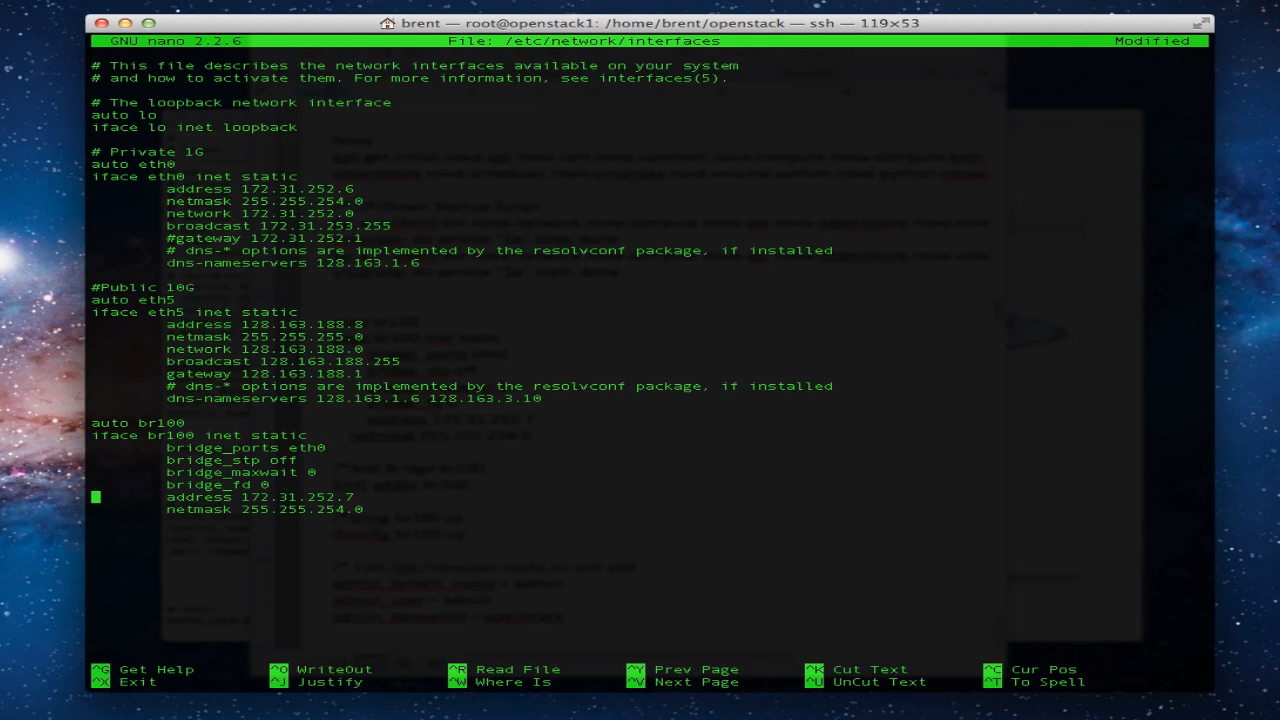 brent — root@openstack1: /home/brent/openstack — ssh — 119×53
GNU nano 2.2.6 File: /etc/network/interfaces Modified
# This file describes the network interfaces available on your system
# and how to activate them. For more information, see interfaces(5).
# The loopback network interface
auto lo
iface lo inet loopback
# Private 1G
auto eth0
iface eth0 inet static
address 172.31.252.6
netmask 255.255.254.0
network 172.31.252.0
broadcast 172.31.253.255
#gateway 172.31.252.1
# dns-* options are implemented by the resolvconf package, if installed
dns-nameservers 128.163.1.6
#Public 10G
auto eth5
iface eth5 inet static
address 128.163.188.8
netmask 255.255.255.0
network 128.163.188.0
broadcast 128.163.188.255
gateway 128.163.188.1
# dns-* options are implemented by the resolvconf package, if installed
dns-nameservers 128.163.1.6 128.163.3.10
auto br100
iface br100 inet static
bridge_ports eth0
bridge_stp off
bridge_maxwait 0
bridge_fd 0
address 172.31.252.7
netmask 255.255.254.0
^G Get Help ^O WriteOut ^R Read File ^Y Prev Page ^K Cut Text ^C Cur Pos
^X Exit ^J Justify ^W Where Is ^V Next Page ^U UnCut Text ^T To Spell